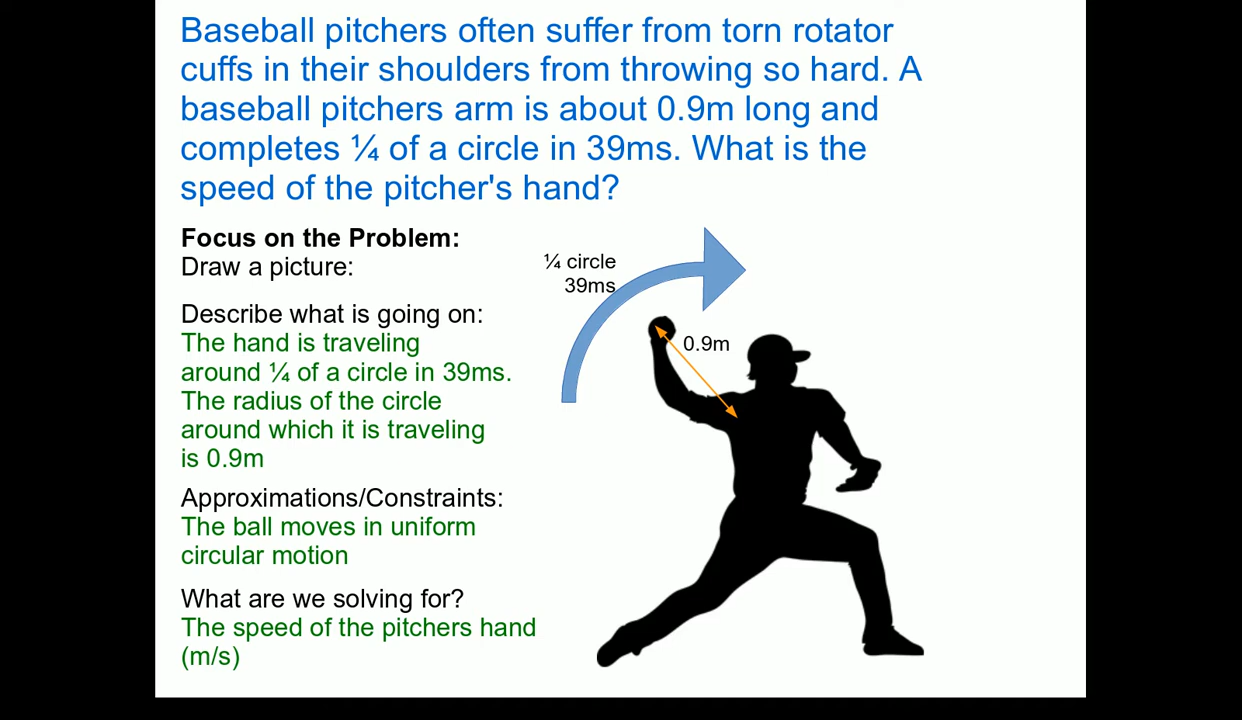 Baseball pitchers often suffer from torn rotator
cuffs in their shoulders from throwing so hard. A
baseball pitchers arm is about 0.9m long and
completes ¼ of a circle in 39ms. What is the
speed of the pitcher's hand?
Focus on the Problem:
Draw a picture:
¼ circle
39ms
0.9m
Describe what is going on:
The hand is traveling
around ¼ of a circle in 39ms.
The radius of the circle
around which it is traveling
is 0.9m
Approximations/Constraints:
The ball moves in uniform
circular motion
What are we solving for?
The speed of the pitchers hand
(m/s)